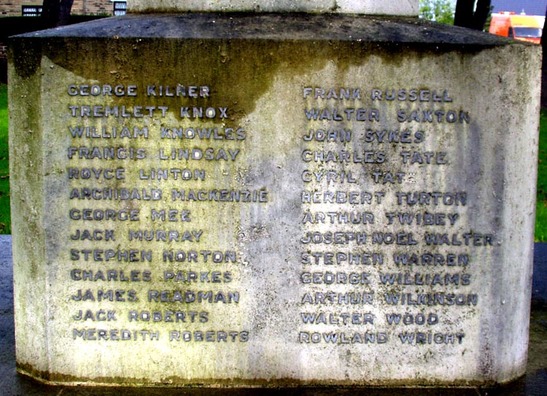 GEORGE KILNER
TREMLETT KNOX
WILLIAM KNOWLES
FRANCIS LINDSAY
ROYCE LINTON
ARCHIBALD MACKENZIE
GEORGE MEE
JACK MURRAY
STEPHEN NORTON
CHARLES PARKES
JAMES READMAN
JACK ROBERTS
MEREDITH ROBERTS
FRANK RUSSELL
WALTER SAXTON
JOHN SYKES
CHARLES TATE
CYRIL TATE
HERBERT TURTON
ARTHUR TWIBEY
JOSEPH NOEL WALTER
STEPHEN WARREN
GEORGE WILLIAMS
ARTHUR WILKINSON
WALTER WOOD
ROWLAND WRIGHT